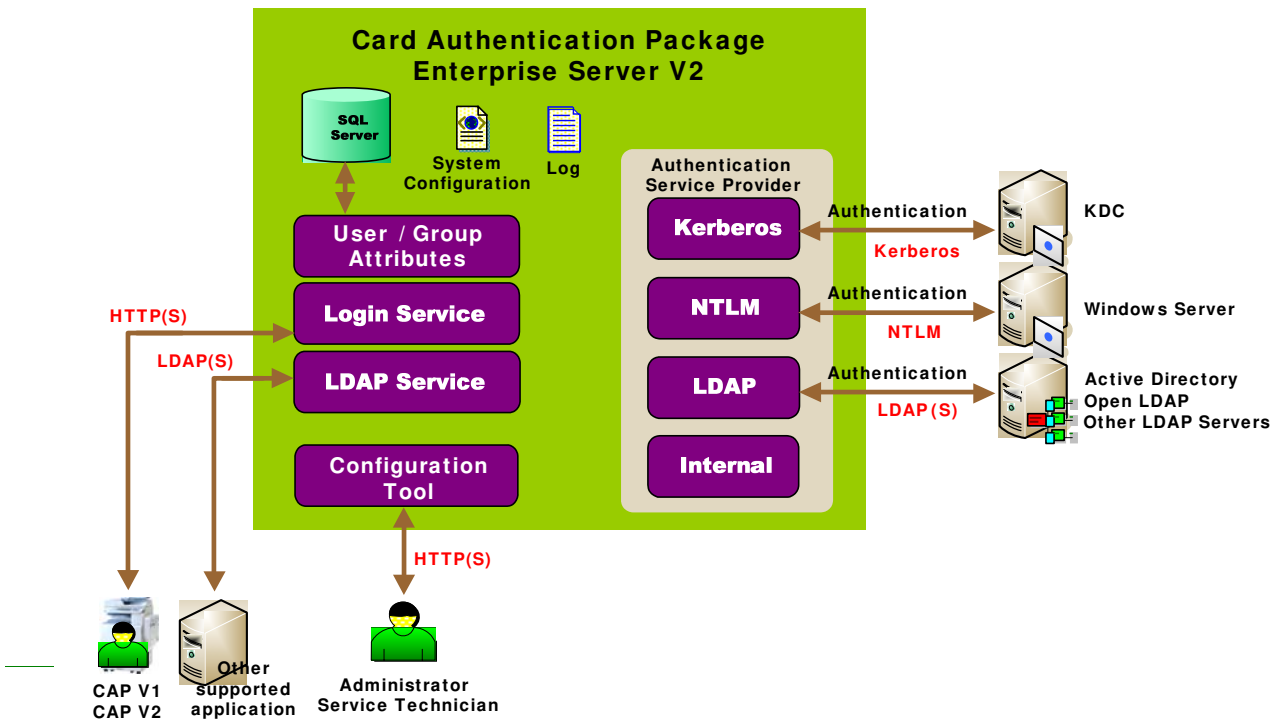 Card Authentication Package
Enterprise Server V2
SQL
Server
System
Configuration
Log
Authentication
Service Provider
User / Group
Attributes
Login Service
LDAP Service
Configuration
Tool
Kerberos
NTLM
LDAP
Internal
Authentication
Kerberos
KDC
Authentication
NTLM
Windows Server
Authentication
LDAP(S)
Active Directory
Open LDAP
Other LDAP Servers
HTTP(S)
LDAP(S)
HTTP(S)
CAP V1
CAP V2
Other
supported
application
Administrator
Service Technician